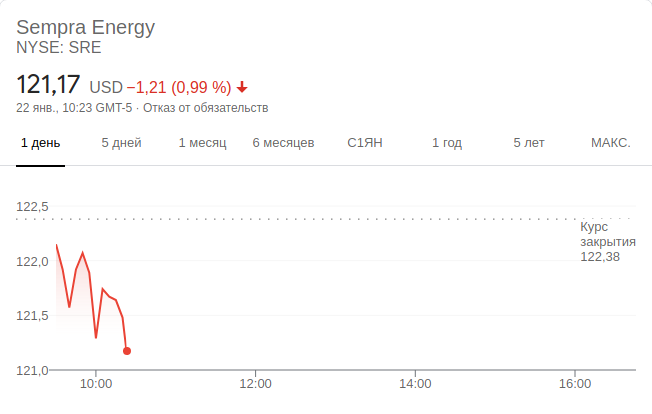 Sempra Energy
NYSE: SRE
121,17 USD −1,21 (0,99 %)
22 янв., 10:23 GMT-5 · Отказ от обязательств
1 день 5 дней 1 месяц 6 месяцев С1ЯН 1 год 5 лет МАКС.
122,5
Курс
закрытия
122,38
122,0
121,5
121,0
10:00 12:00 14:00 16:00